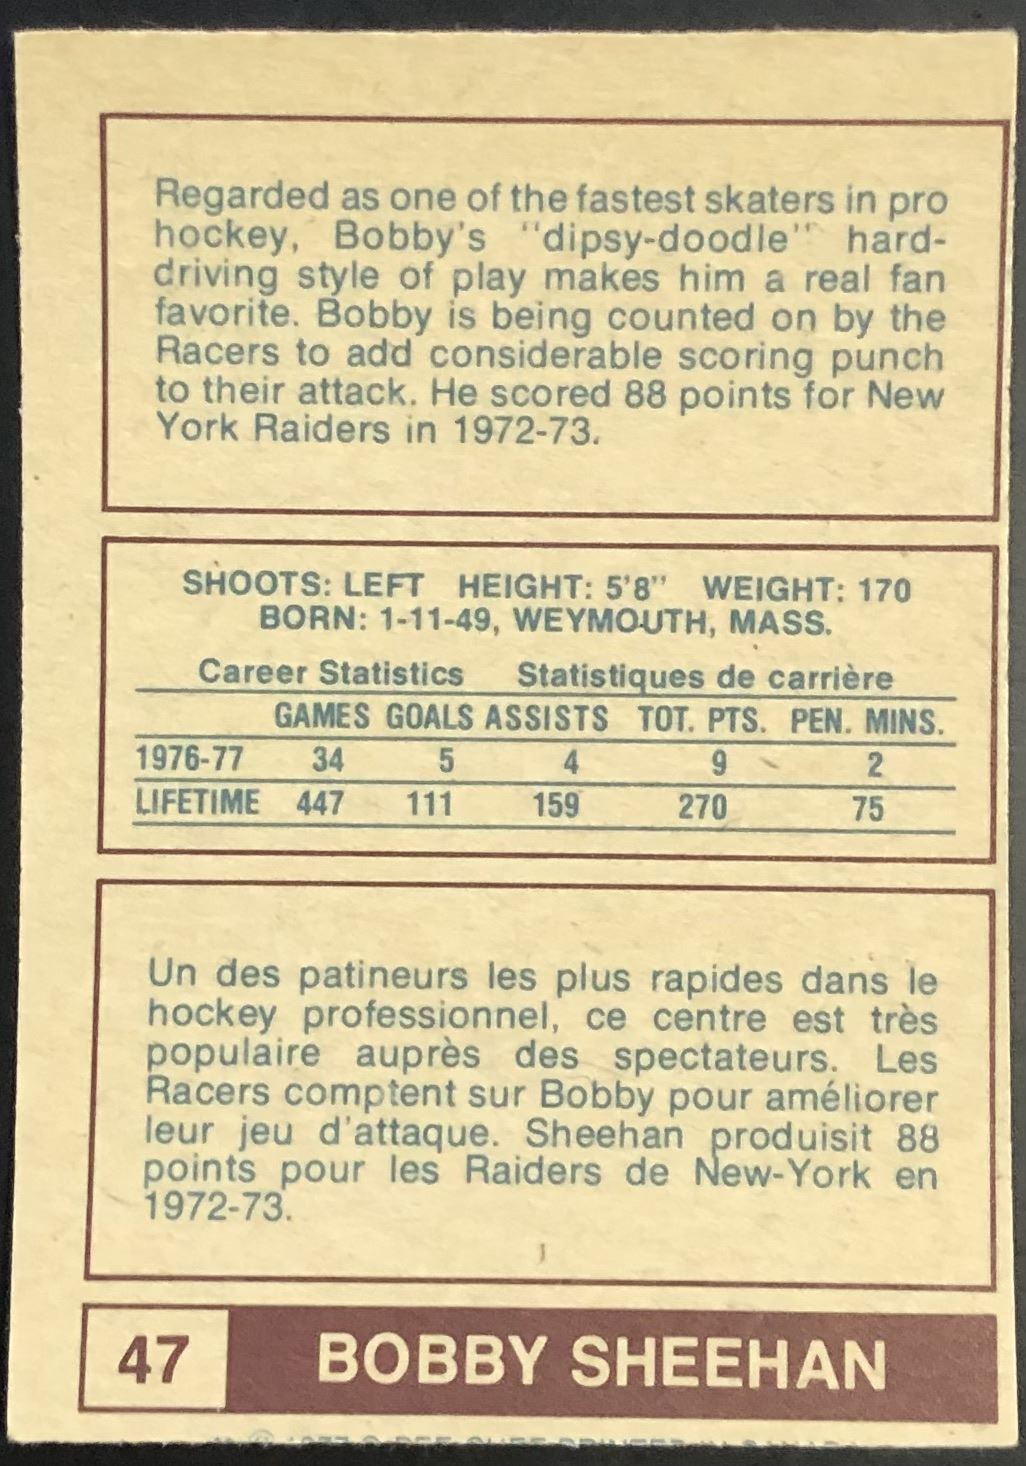 Regarded as one of the fastest skaters in pro
hockey, Bobby's "dipsy-doodle" hard-
driving style of play makes him a real fan
favorite. Bobby is being counted on by the
Racers to add considerable scoring punch
to their attack. He scored 88 points for New
York Raiders in 1972-73.
SHOOTS: LEFT HEIGHT: 5'8" WEIGHT: 170
BORN: 1-11-49, WEYMOUTH, MASS.
Career Statistics Statistiques de carrière
GAMES GOALS ASSISTS TOT. PTS. PEN. MINS.
1976-77 34 5 4 9 2
LIFETIME 447 111 159 270 75
Un des patineurs les plus rapides dans le
hockey professionnel, ce centre est très
populaire auprès des spectateurs. Les
Racers comptent sur Bobby pour améliorer
leur jeu d'attaque. Sheehan produisit 88
points pour les Raiders de New-York en
1972-73.
47 BOBBY SHEEHAN